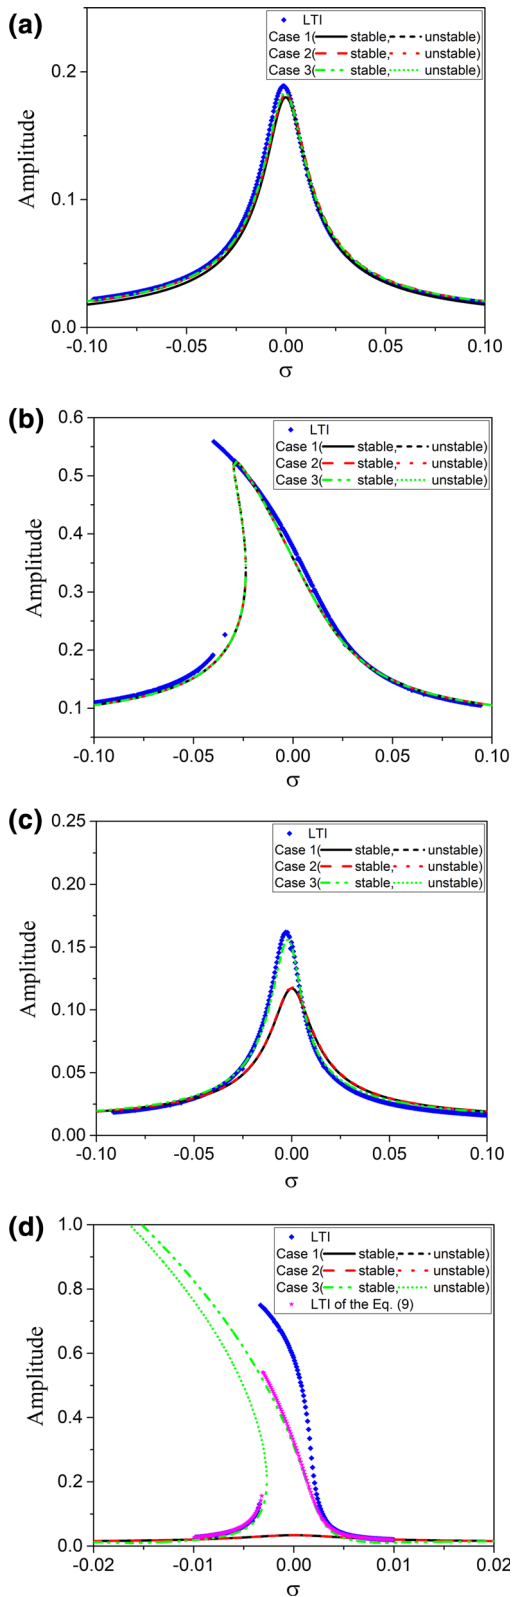 (a)
LTI
Case 1( stable, unstable)
Case 2( stable, unstable)
Case 3( stable, unstable)
0.2
0.1
0.0
Amplitude
-0.10 -0.05 0.00 0.05 0.10
σ
(b)
LTI
Case 1( stable, unstable)
Case 2( stable, unstable)
Case 3( stable, unstable)
0.6
0.5
0.4
0.3
0.2
0.1
Amplitude
-0.10 -0.05 0.00 0.05 0.10
σ
(c)
LTI
Case 1( stable, unstable)
Case 2( stable, unstable)
Case 3( stable, unstable)
0.25
0.20
0.15
0.10
0.05
0.00
Amplitude
-0.10 -0.05 0.00 0.05 0.10
σ
(d)
LTI
Case 1( stable, unstable)
Case 2( stable, unstable)
Case 3( stable, unstable)
LTI of the Eq. (9)
1.0
0.8
0.6
0.4
0.2
0.0
Amplitude
-0.02 -0.01 0.00 0.01 0.02
σ